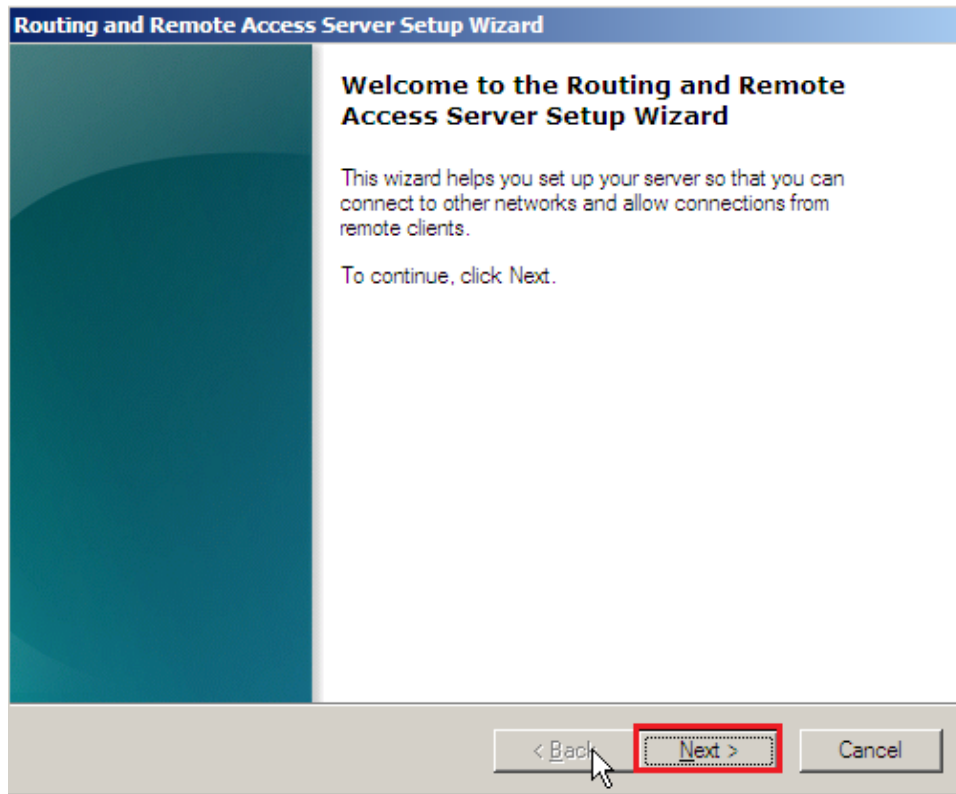 Routing and Remote Access Server Setup Wizard
Welcome to the Routing and Remote
Access Server Setup Wizard
This wizard helps you set up your server so that you can
connect to other networks and allow connections from
remote clients.
To continue, click Next.
< Back
Next >
Cancel